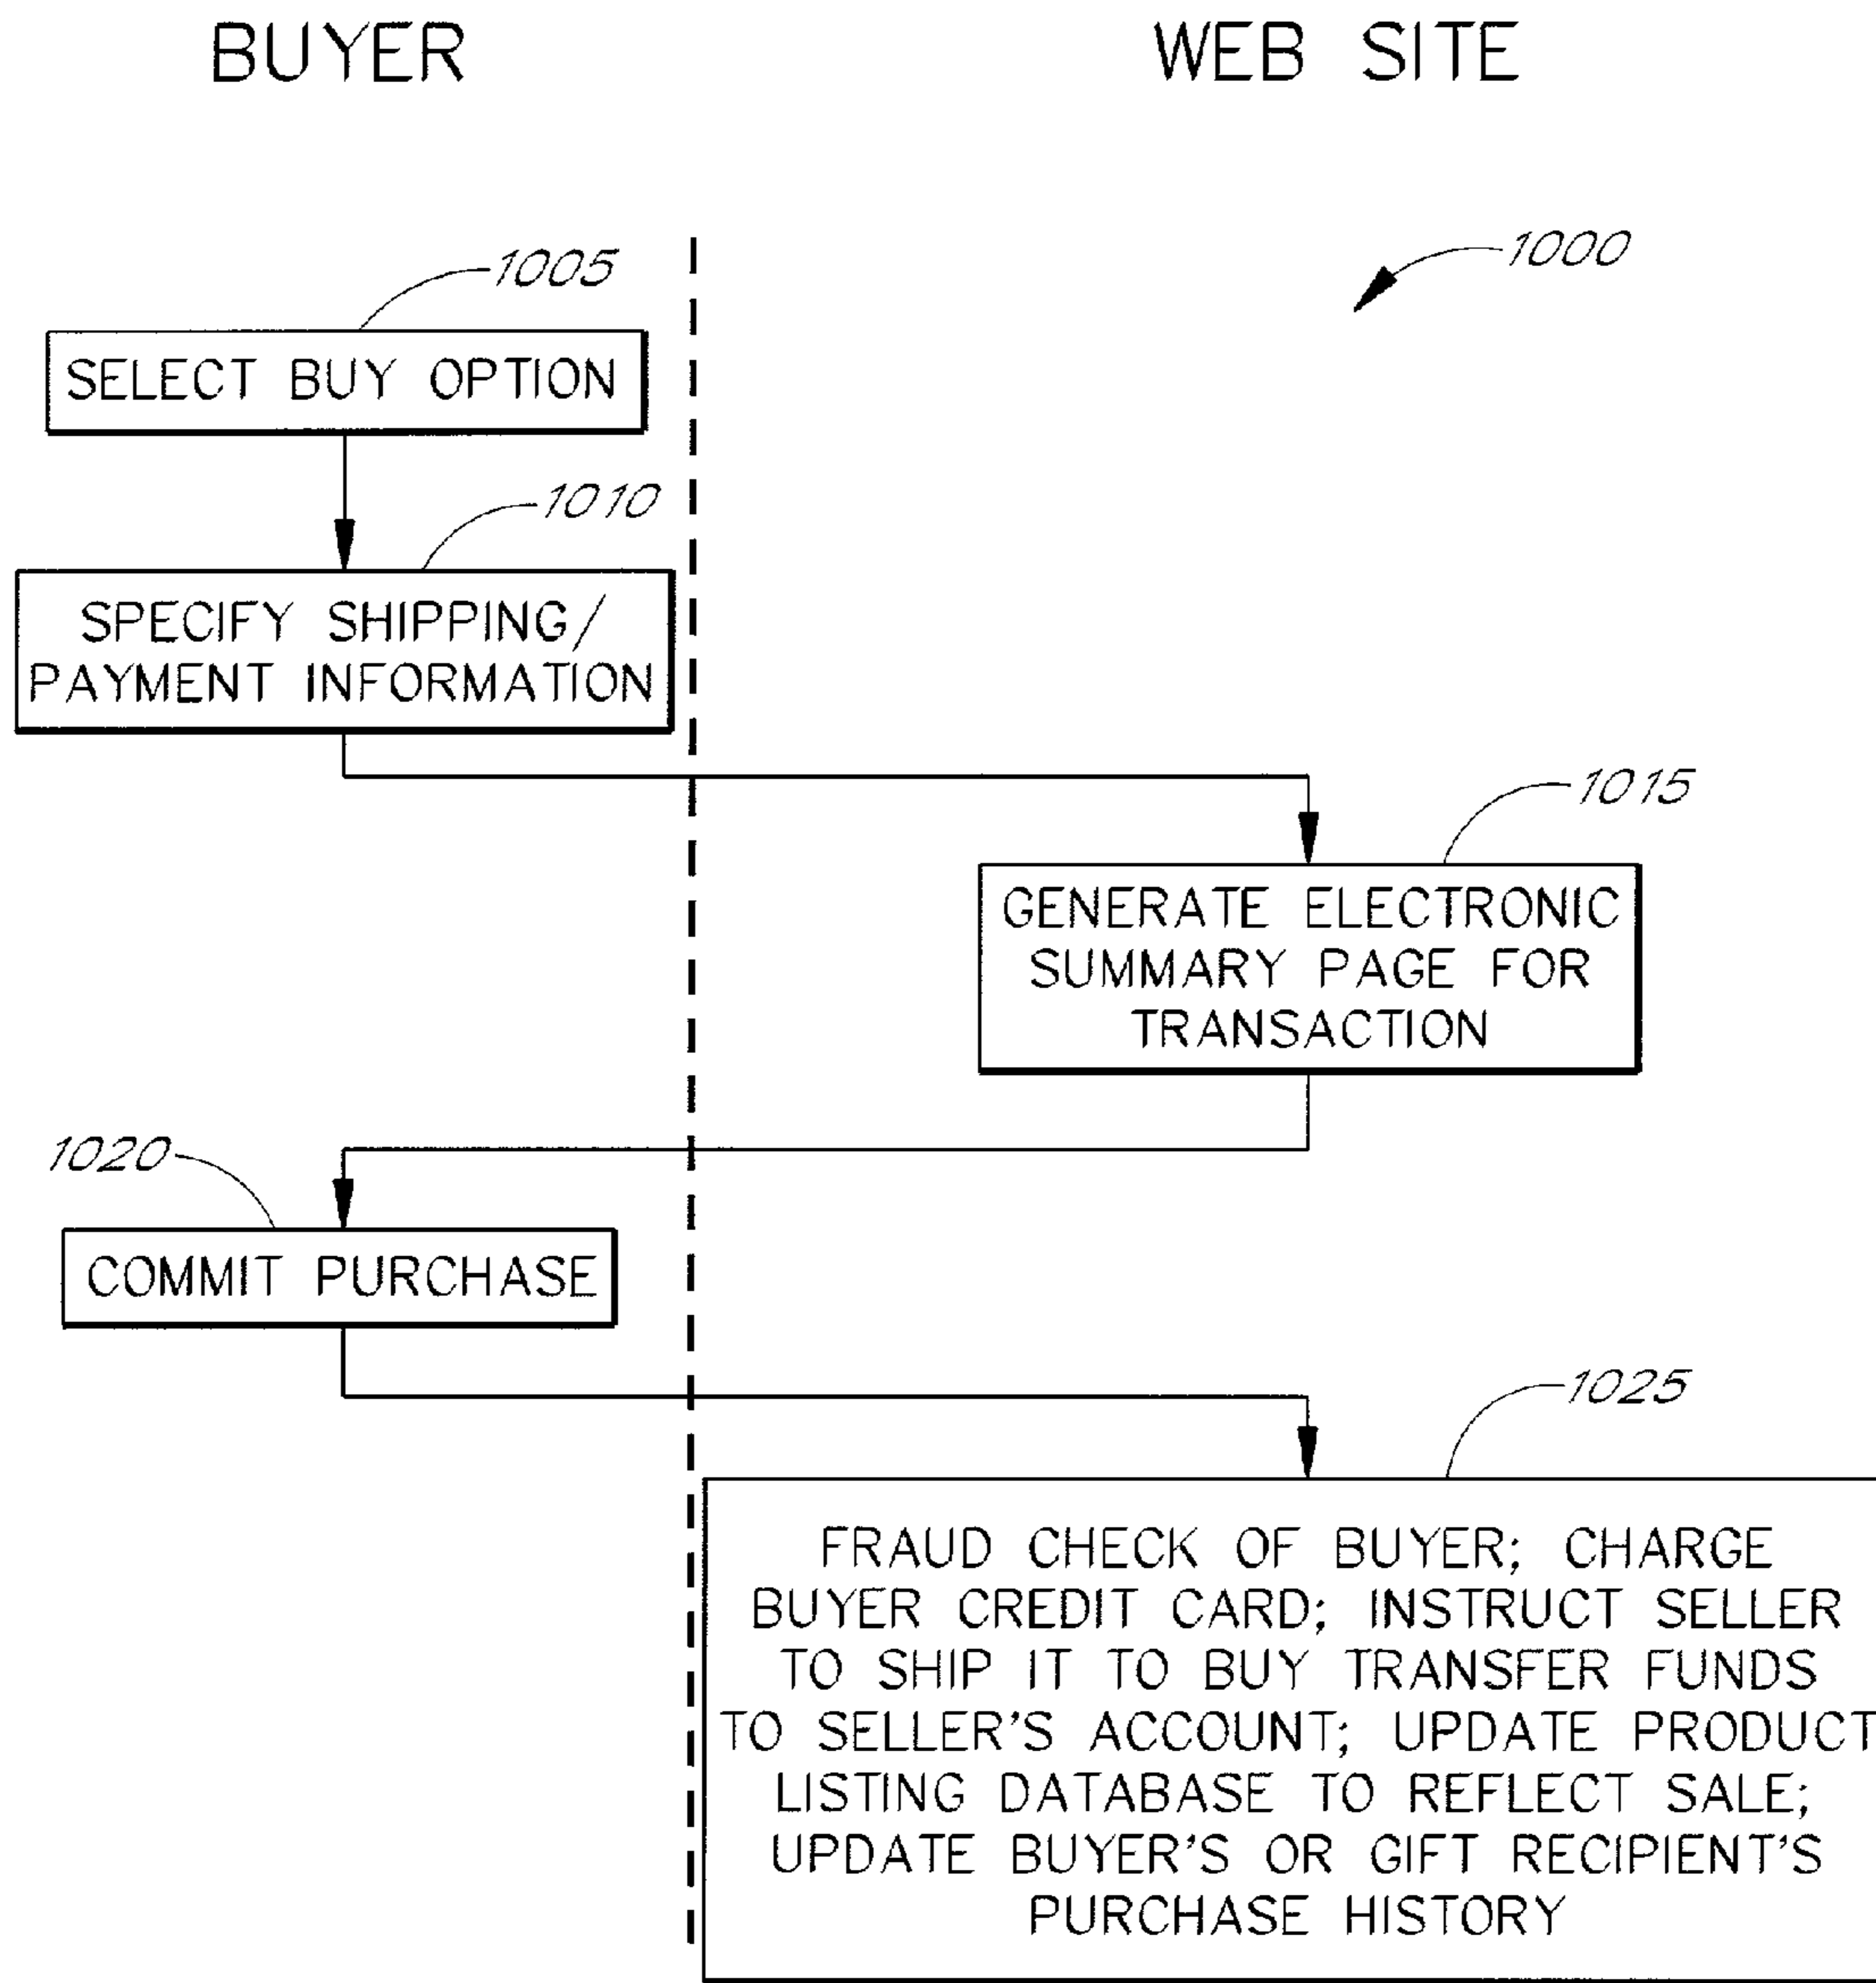 BUYER
WEB SITE
1000
1005
SELECT BUY OPTION
1010
SPECIFY SHIPPING/
PAYMENT INFORMATION
1015
GENERATE ELECTRONIC
SUMMARY PAGE FOR
TRANSACTION
1020
COMMIT PURCHASE
1025
FRAUD CHECK OF BUYER; CHARGE
BUYER CREDIT CARD; INSTRUCT SELLER
TO SHIP IT TO BUY TRANSFER FUNDS
TO SELLER'S ACCOUNT; UPDATE PRODUCT
LISTING DATABASE TO REFLECT SALE;
UPDATE BUYER'S OR GIFT RECIPIENT'S
PURCHASE HISTORY